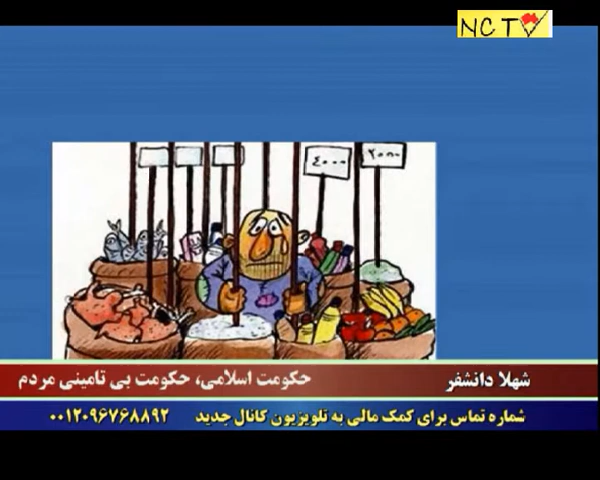 NCTV
۴۰۰۰
۲۰۰۰
شهلا دانشفر
حکومت اسلامی، حکومت بی تامینی مردم
شماره تماس برای کمک مالی به تلویزیون کانال جدید ۰۰۱۲۰۹۶۷۶۸۸۹۲